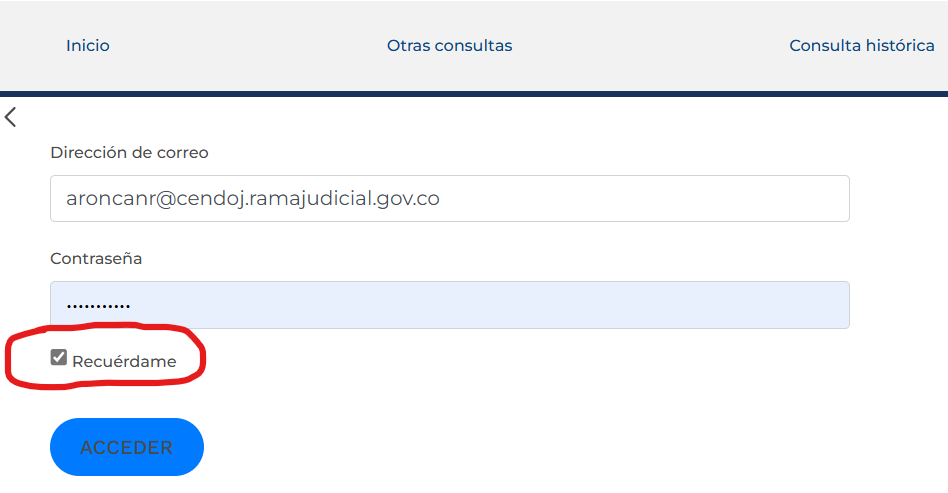 Inicio Otras consultas Consulta histórica
Dirección de correo
aroncanr@cendoj.ramajudicial.gov.co
Contraseña
•••••••••••
Recuérdame
ACCEDER